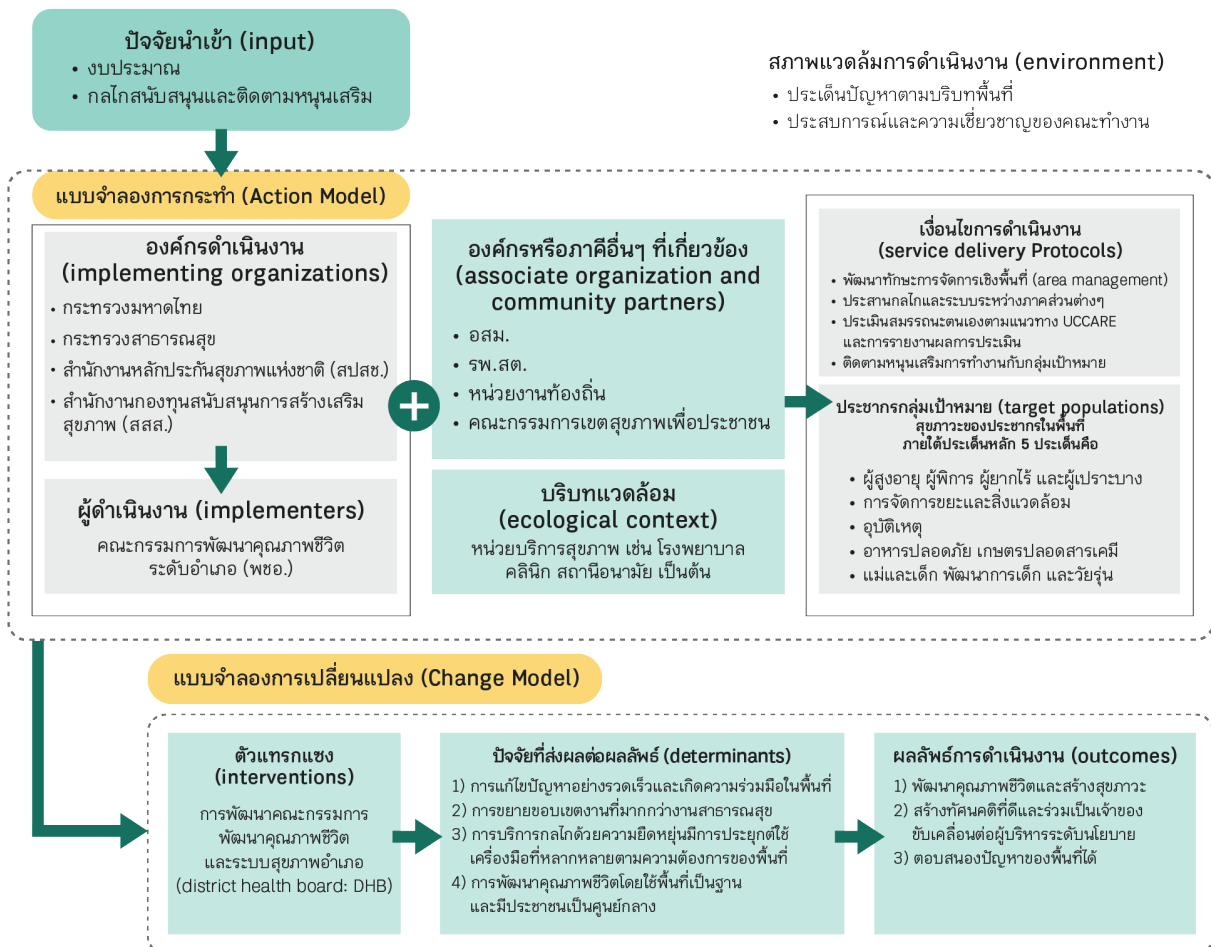 ปัจจัยนำเข้า (input)
• งบประมาณ
• กลไกสนับสนุนและติดตามหนุนเสริม
สภาพแวดล้มการดำเนินงาน (environment)
• ประเด็นปัญหาตามบริบทพื้นที่
• ประสบการณ์และความเชี่ยวชาญของคณะทำงาน
แบบจำลองการกระทำ (Action Model)
องค์กรดำเนินงาน
(implementing organizations)
• กระทรวงมหาดไทย
• กระทรวงสาธารณสุข
• สำนักงานหลักประกันสุขภาพแห่งชาติ (สปสช.)
• สำนักงานกองทุนสนับสนุนการสร้างเสริม
สุขภาพ (สสส.)
ผู้ดำเนินงาน (implementers)
คณะกรรมการพัฒนาคุณภาพชีวิต
ระดับอำเภอ (พชอ.)
องค์กรหรือภาคีอื่นๆ ที่เกี่ยวข้อง
(associate organization and
community partners)
• อสม.
• รพ.สต.
• หน่วยงานท้องถิ่น
• คณะกรรมการเขตสุขภาพเพื่อประชาชน
บริบทแวดล้อม
(ecological context)
หน่วยบริการสุขภาพ เช่น โรงพยาบาล
คลินิก สถานีอนามัย เป็นต้น
เงื่อนไขการดำเนินงาน
(service delivery Protocols)
• พัฒนาทักษะการจัดการเชิงพื้นที่ (area management)
• ประสานกลไกและระบบระหว่างภาคส่วนต่างๆ
• ประเมินสมรรถนะตนเองตามแนวทาง UCCARE
และการรายงานผลการประเมิน
• ติดตามหนุนเสริมการทำงานกับกลุ่มเป้าหมาย
ประชากรกลุ่มเป้าหมาย (target populations)
สุขภาวะของประชากรในพื้นที่
ภายใต้ประเด็นหลัก 5 ประเด็นคือ
• ผู้สูงอายุ ผู้พิการ ผู้ยากไร้ และผู้เปราะบาง
• การจัดการขยะและสิ่งแวดล้อม
• อุบัติเหตุ
• อาหารปลอดภัย เกษตรปลอดสารเคมี
• แม่และเด็ก พัฒนาการเด็ก และวัยรุ่น
แบบจำลองการเปลี่ยนแปลง (Change Model)
ตัวแทรกแซง
(interventions)
การพัฒนาคณะกรรมการ
พัฒนาคุณภาพชีวิต
และระบบสุขภาพอำเภอ
(district health board: DHB)
ปัจจัยที่ส่งผลต่อผลลัพธ์ (determinants)
1) การแก้ไขปัญหาอย่างรวดเร็วและเกิดความร่วมมือในพื้นที่
2) การขยายขอบเขตงานที่มากกว่างานสาธารณสุข
3) การบริการกลไกด้วยความยืดหยุ่นมีการประยุกต์ใช้
เครื่องมือที่หลากหลายตามความต้องการของพื้นที่
4) การพัฒนาคุณภาพชีวิตโดยใช้พื้นที่เป็นฐาน
และมีประชาชนเป็นศูนย์กลาง
ผลลัพธ์การดำเนินงาน (outcomes)
1) พัฒนาคุณภาพชีวิตและสร้างสุขภาวะ
2) สร้างทัศนคติที่ดีและร่วมเป็นเจ้าของ
ขับเคลื่อนต่อผู้บริหารระดับนโยบาย
3) ตอบสนองปัญหาของพื้นที่ได้